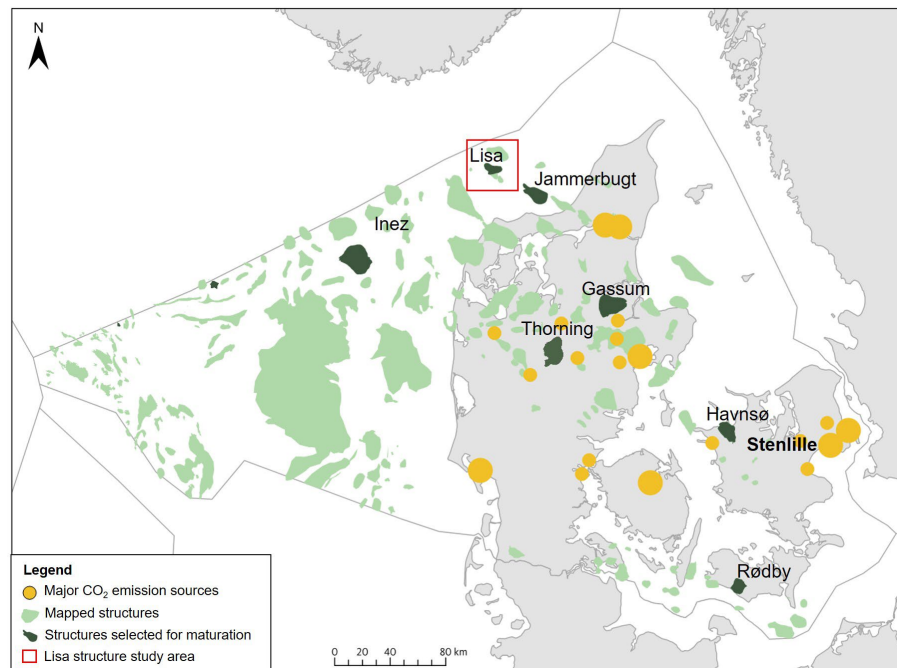 N
Lisa
Jammerbugt
Inez
Gassum
Thorning
Havnsø
Stenlille
Rødby
Legend
Major CO₂ emission sources
Mapped structures
Structures selected for maturation
Lisa structure study area
0 20 40 80 km